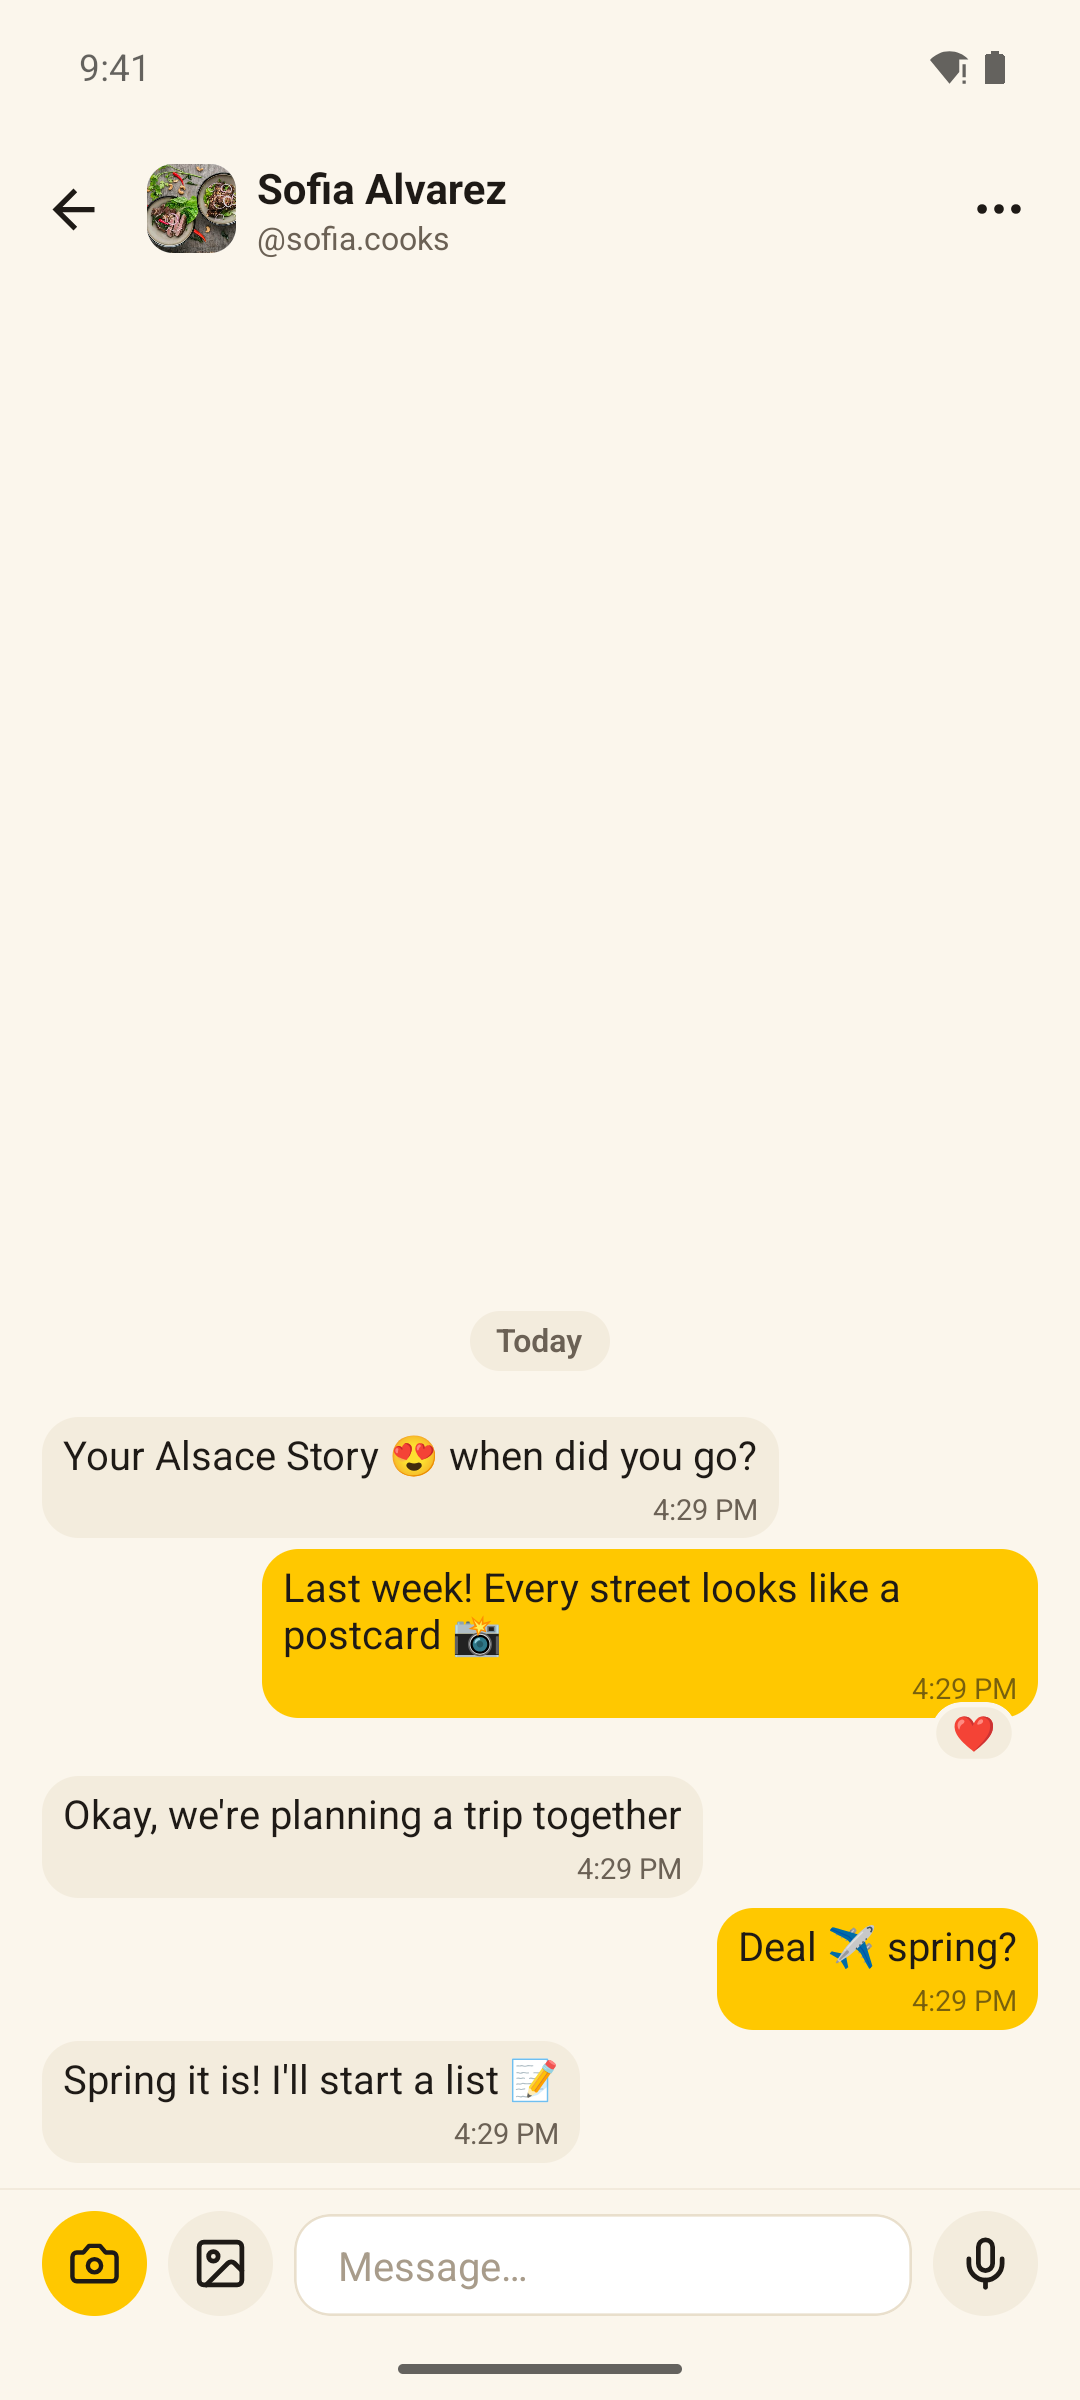 9:41
Sofia Alvarez
@sofia.cooks
Today
Your Alsace Story 😍 when did you go?
4:29 PM
Last week! Every street looks like a
postcard 📸
4:29 PM
❤️
Okay, we're planning a trip together
4:29 PM
Deal ✈️ spring?
4:29 PM
Spring it is! I'll start a list 📝
4:29 PM
Message…